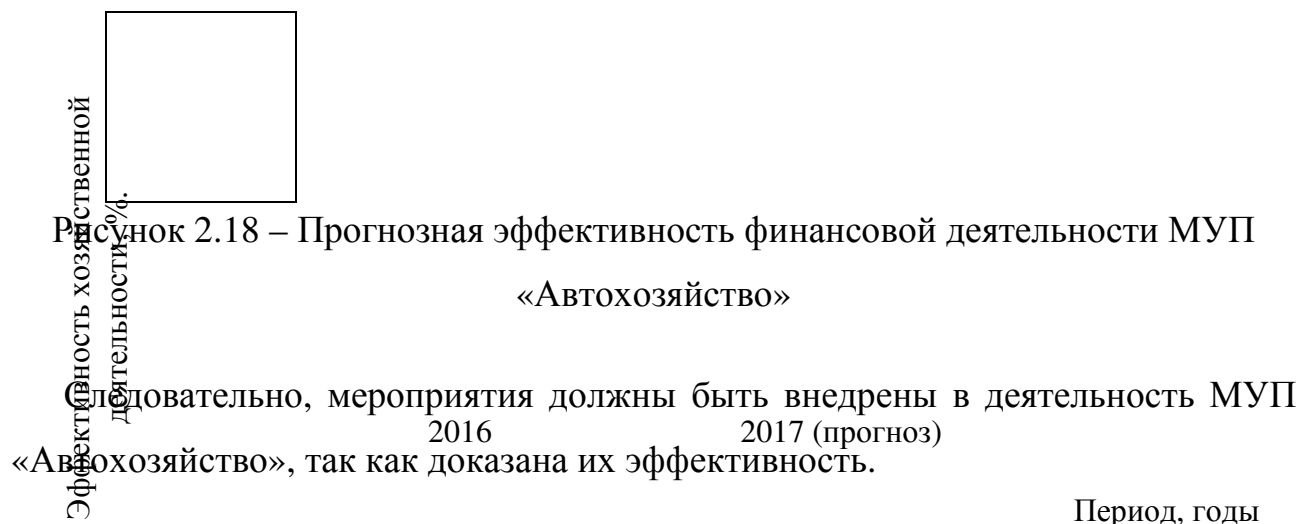 Эффективность хозяйственной
деятельности, %.
Рисунок 2.18 – Прогнозная эффективность финансовой деятельности МУП
«Автохозяйство»
Следовательно, мероприятия должны быть внедрены в деятельность МУП
2016 2017 (прогноз)
«Автохозяйство», так как доказана их эффективность.
Период, годы